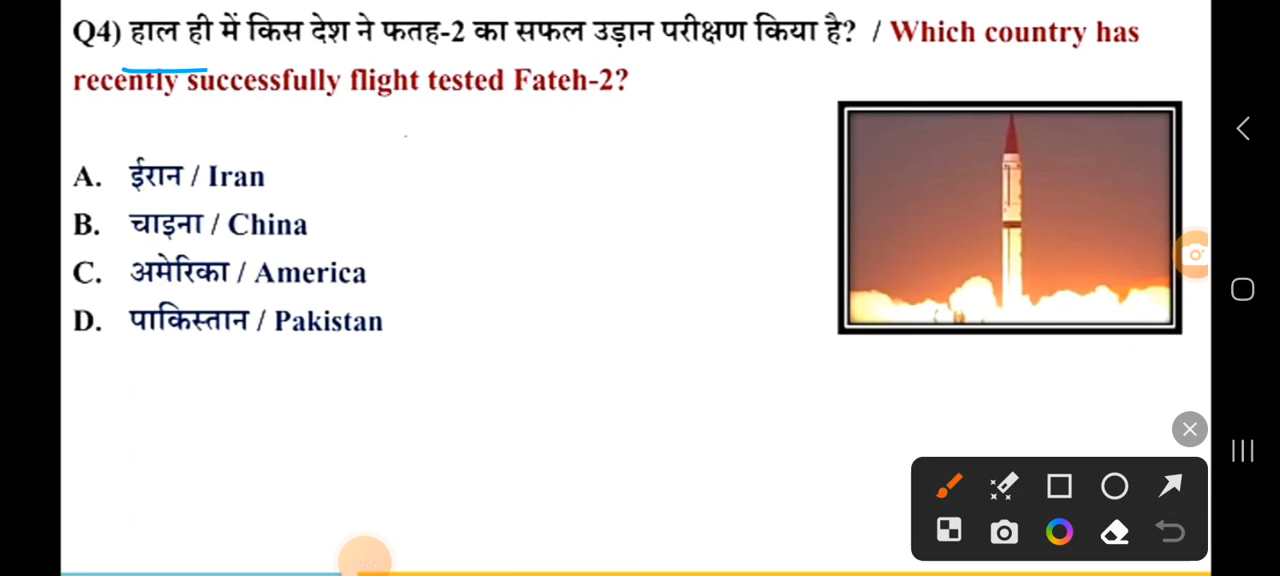 Q4) हाल ही में किस देश ने फतह-2 का सफल उड़ान परीक्षण किया है? / Which country has
recently successfully flight tested Fateh-2?
A. ईरान / Iran
B. चाइना / China
C. अमेरिका / America
D. पाकिस्तान / Pakistan